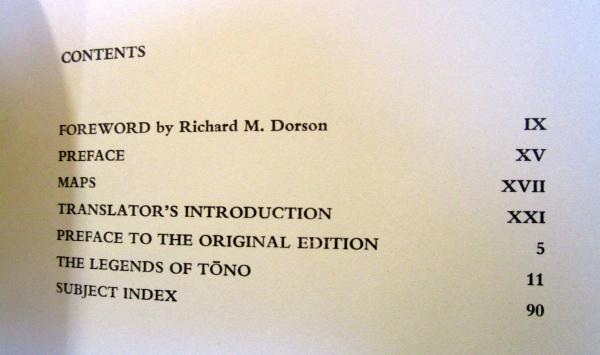 CONTENTS
FOREWORD by Richard M. Dorson IX
PREFACE XV
MAPS XVII
TRANSLATOR'S INTRODUCTION XXI
PREFACE TO THE ORIGINAL EDITION 5
THE LEGENDS OF TŌNO 11
SUBJECT INDEX 90